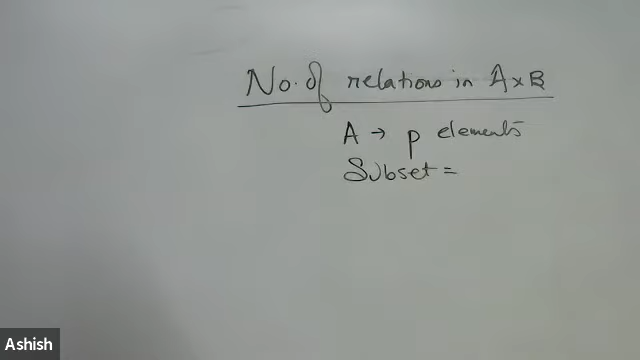 No. of relations in A×B
A → p elements
Subset =
Ashish